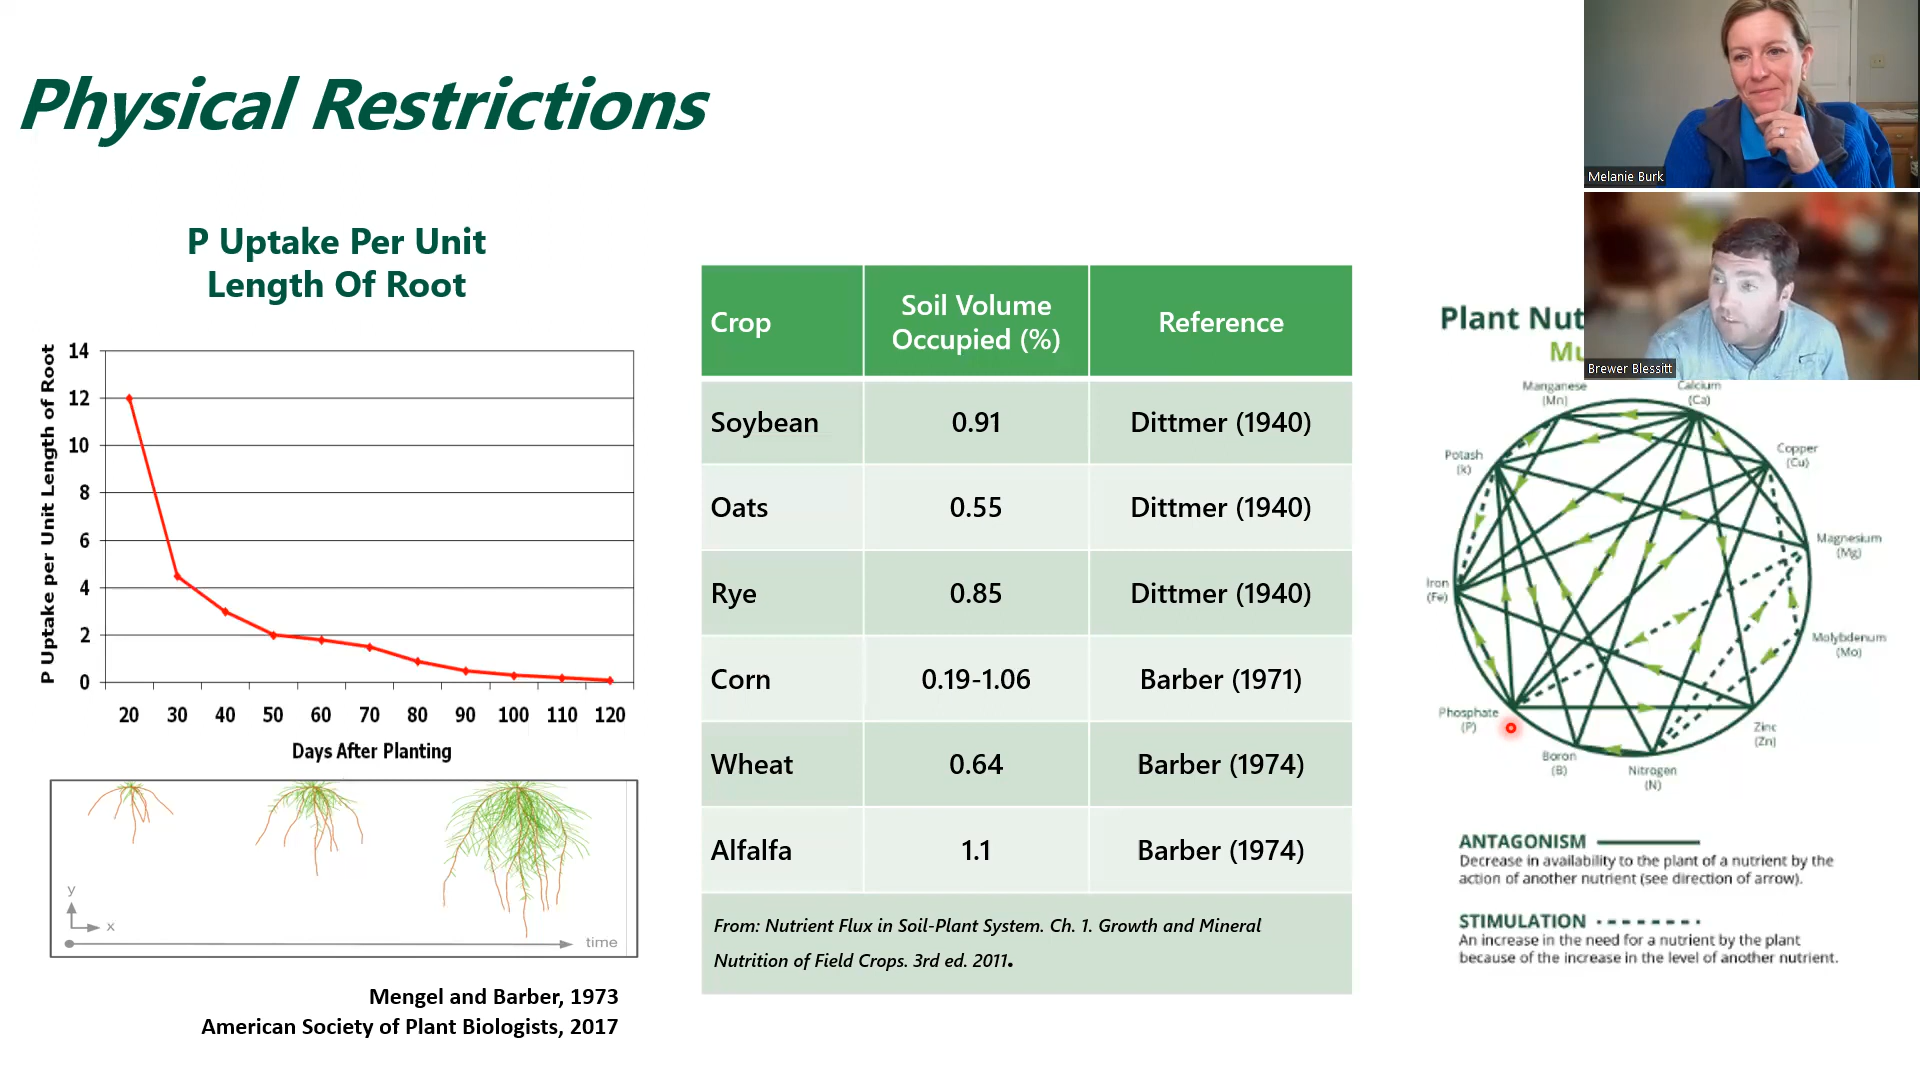 Physical Restrictions
P Uptake Per Unit
Length Of Root
P Uptake per Unit Length of Root
14
12
10
8
6
4
2
0
20 30 40 50 60 70 80 90 100 110 120
Days After Planting
y
x
time
Mengel and Barber, 1973
American Society of Plant Biologists, 2017
Crop Soil Volume Occupied (%) Reference
Soybean 0.91 Dittmer (1940)
Oats 0.55 Dittmer (1940)
Rye 0.85 Dittmer (1940)
Corn 0.19-1.06 Barber (1971)
Wheat 0.64 Barber (1974)
Alfalfa 1.1 Barber (1974)
From: Nutrient Flux in Soil-Plant System. Ch. 1. Growth and Mineral
Nutrition of Field Crops. 3rd ed. 2011.
Melanie Burk
Brewer Blessitt
Plant
Manganese
(Mn)
Calcium
(Ca)
Copper
(Cu)
Potash
(k)
Magnesium
(Mg)
Iron
(Fe)
Molybdenum
(Mo)
Phosphate
(P)
Zinc
(Zn)
Boron
(B)
Nitrogen
(N)
ANTAGONISM
Decrease in availability to the plant of a nutrient by the
action of another nutrient (see direction of arrow).
STIMULATION
An increase in the need for a nutrient by the plant
because of the increase in the level of another nutrient.